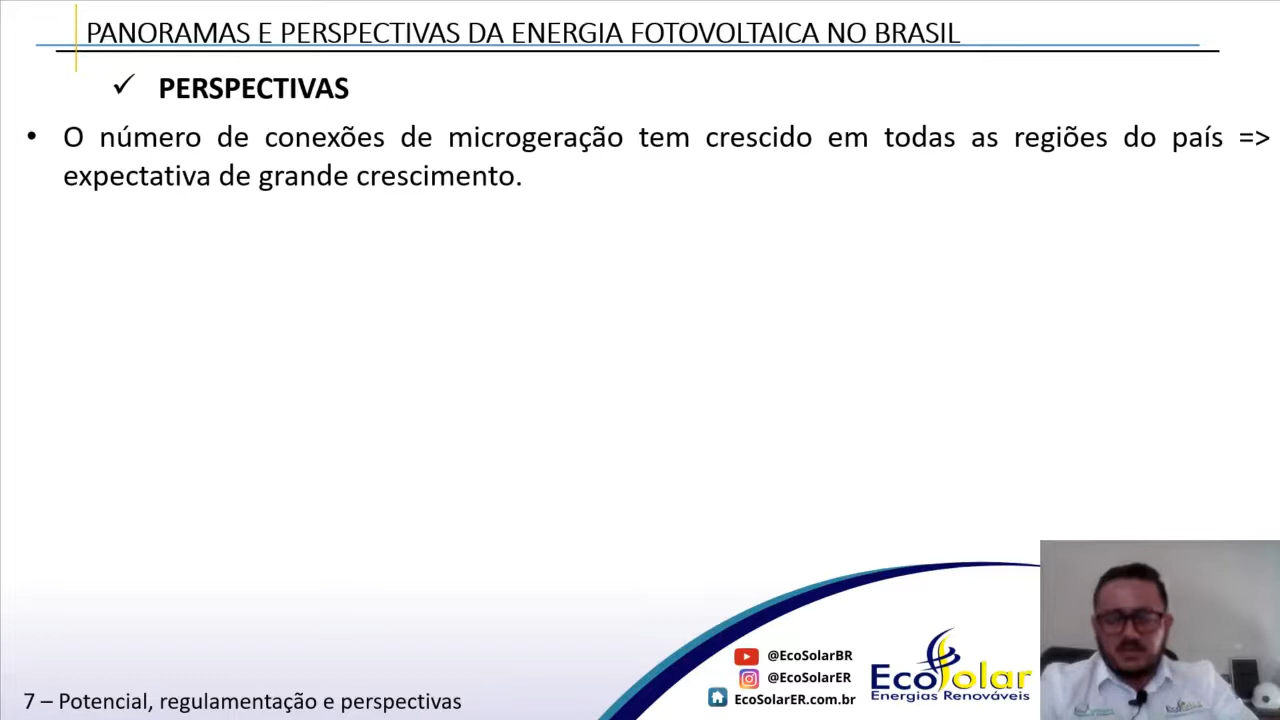 PANORAMAS E PERSPECTIVAS DA ENERGIA FOTOVOLTAICA NO BRASIL
✓ PERSPECTIVAS
• O número de conexões de microgeração tem crescido em todas as regiões do país =>
expectativa de grande crescimento.
@EcoSolarBR
@EcoSolarER
EcoSolarER.com.br
EcoSolar
Energias Renováveis
7 – Potencial, regulamentação e perspectivas